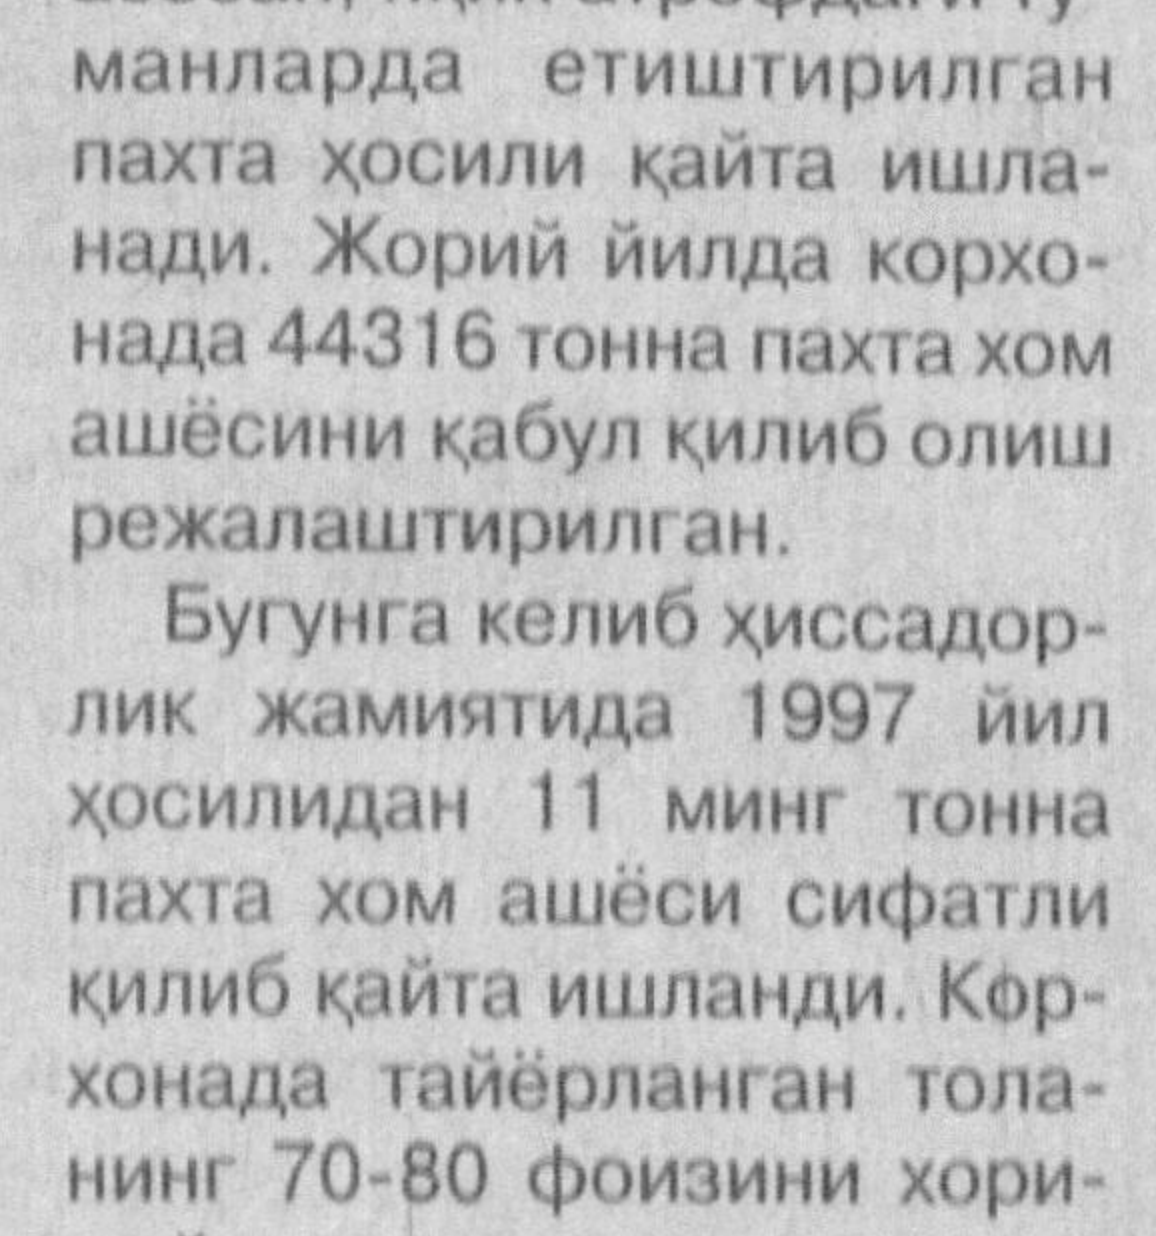 манларда етиштирилган
пахта ҳосили қайта ишла-
нади. Жорий йилда корхо-
нада 44316 тонна пахта хом
ашёсини қабул қилиб олиш
режалаштирилган.
Бугунга келиб ҳиссадор-
лик жамиятида 1997 йил
ҳосилидан 11 минг тонна
пахта хом ашёси сифатли
қилиб қайта ишланди. Кор-
хонада тайёрланган тола-
нинг 70-80 фоизини хори-